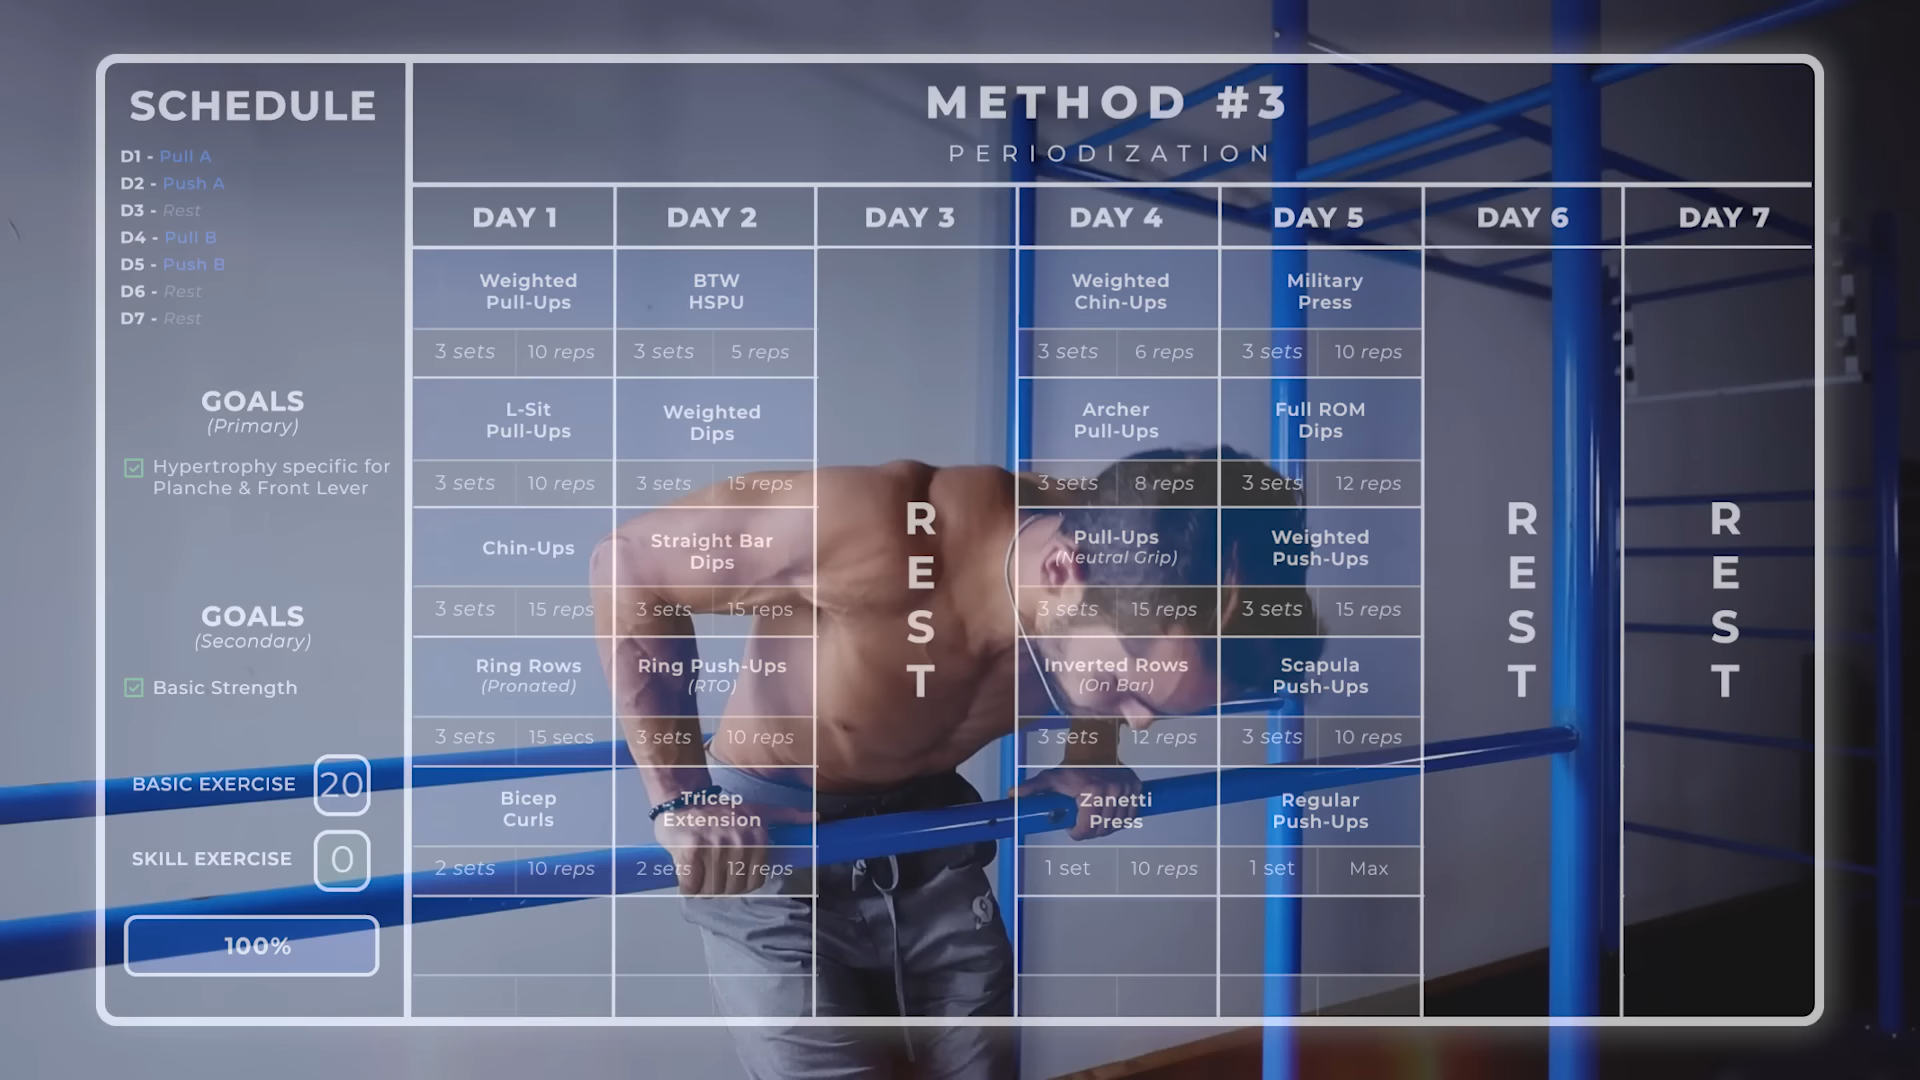 SCHEDULE
D1 - Pull A
D2 - Push A
D3 - Rest
D4 - Pull B
D5 - Push B
D6 - Rest
D7 - Rest
GOALS
(Primary)
Hypertrophy specific for
Planche & Front Lever
GOALS
(Secondary)
Basic Strength
BASIC EXERCISE 20
SKILL EXERCISE 0
100%
METHOD #3
PERIODIZATION
DAY 1
Weighted
Pull-Ups
3 sets 10 reps
L-Sit
Pull-Ups
3 sets 10 reps
Chin-Ups
3 sets 15 reps
Ring Rows
(Pronated)
3 sets 15 secs
Bicep
Curls
2 sets 10 reps
DAY 2
BTW
HSPU
3 sets 5 reps
Weighted
Dips
3 sets 15 reps
Straight Bar
Dips
3 sets 15 reps
Ring Push-Ups
(RTO)
3 sets 10 reps
Tricep
Extension
2 sets 12 reps
DAY 3
REST
DAY 4
Weighted
Chin-Ups
3 sets 6 reps
Archer
Pull-Ups
3 sets 8 reps
Pull-Ups
(Neutral Grip)
3 sets 15 reps
Inverted Rows
(On Bar)
3 sets 12 reps
Zanetti
Press
1 set 10 reps
DAY 5
Military
Press
3 sets 10 reps
Full ROM
Dips
3 sets 12 reps
Weighted
Push-Ups
3 sets 15 reps
Scapula
Push-Ups
3 sets 10 reps
Regular
Push-Ups
1 set Max
DAY 6
REST
DAY 7
REST